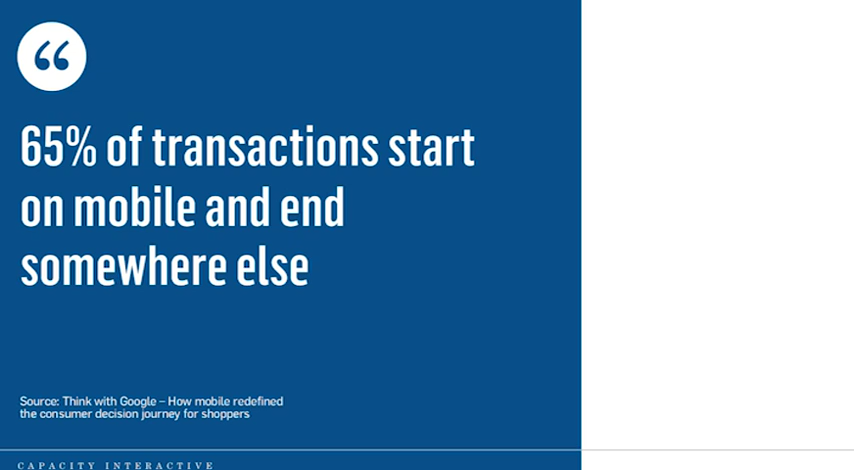 “
65% of transactions start
on mobile and end
somewhere else
Source: Think with Google – How mobile redefined
the consumer decision journey for shoppers
CAPACITY INTERACTIVE